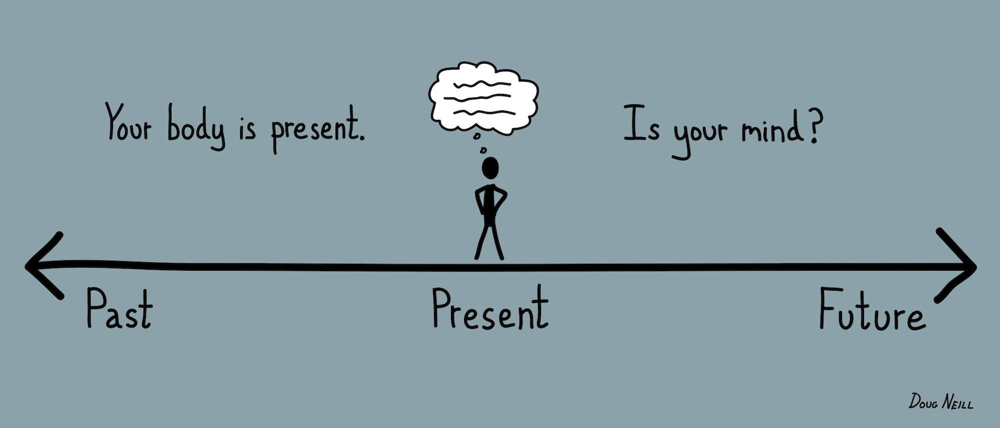 Your body is present.
Is your mind?
Past
Present
Future
Doug Neill